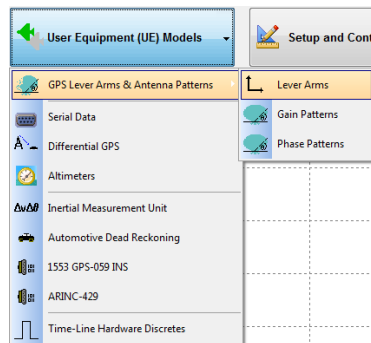 User Equipment (UE) Models
Setup and Cont
GPS Lever Arms & Antenna Patterns
Lever Arms
Gain Patterns
Phase Patterns
Serial Data
Differential GPS
Altimeters
ΔvΔθ Inertial Measurement Unit
Automotive Dead Reckoning
1553 GPS-059 INS
ARINC-429
Time-Line Hardware Discretes